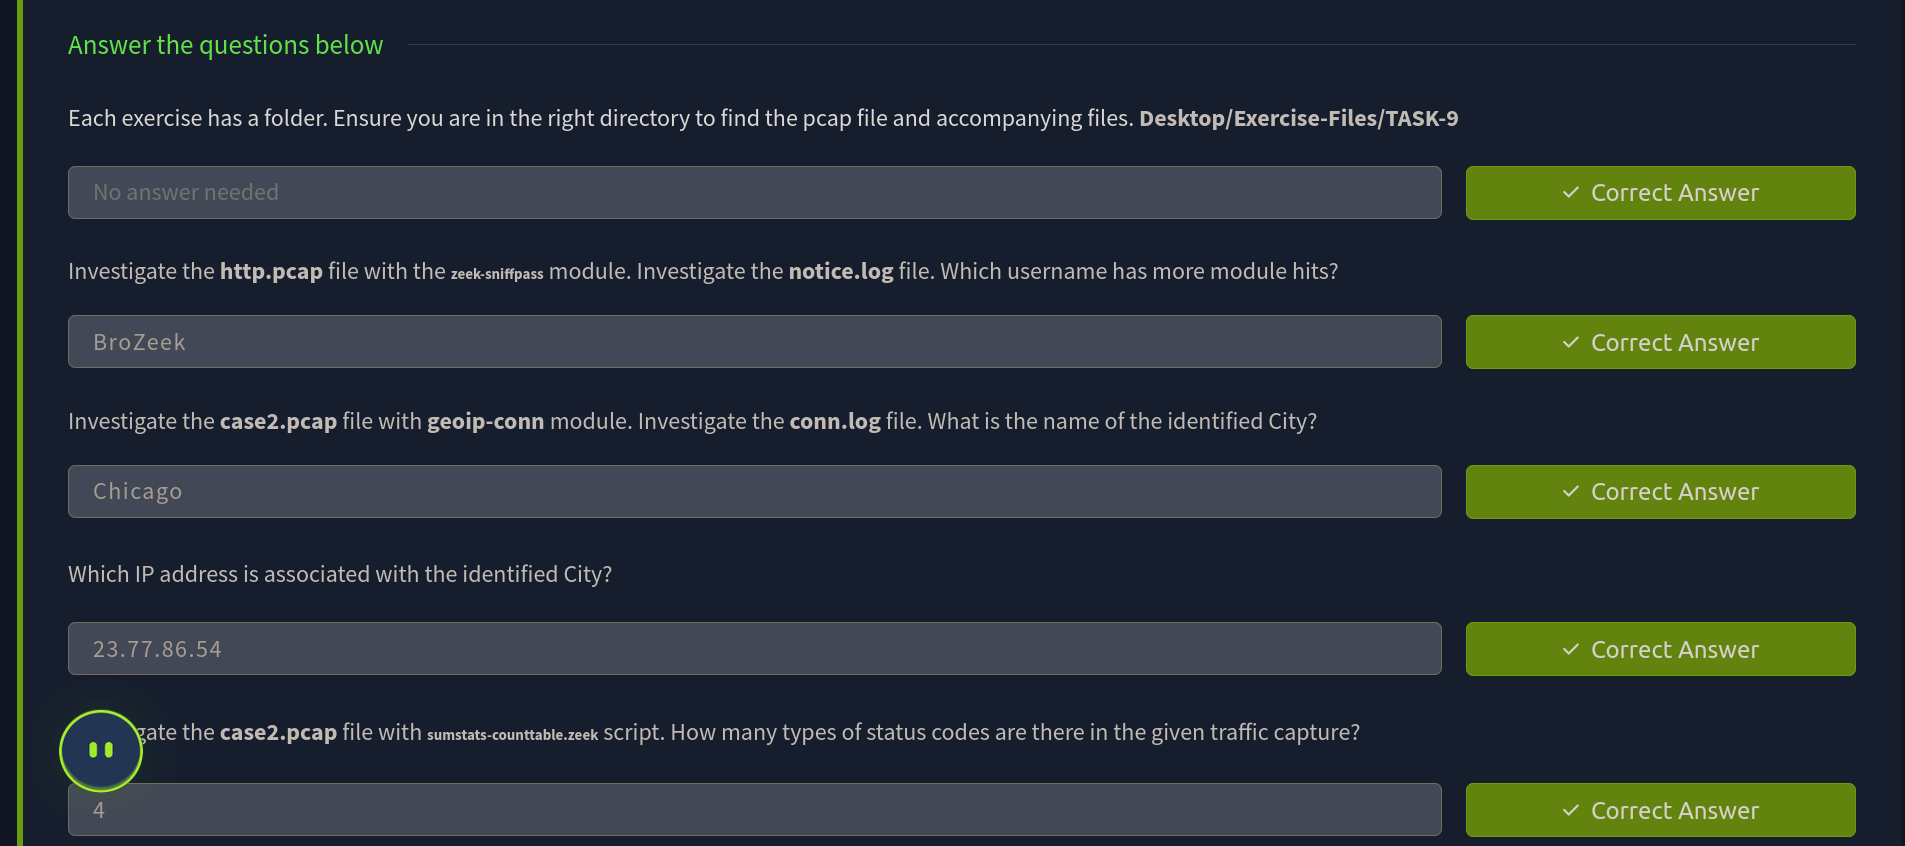 Answer the questions below
Each exercise has a folder. Ensure you are in the right directory to find the pcap file and accompanying files. Desktop/Exercise-Files/TASK-9
No answer needed
✓ Correct Answer
Investigate the http.pcap file with the zeek-sniffpass module. Investigate the notice.log file. Which username has more module hits?
BroZeek
✓ Correct Answer
Investigate the case2.pcap file with geoip-conn module. Investigate the conn.log file. What is the name of the identified City?
Chicago
✓ Correct Answer
Which IP address is associated with the identified City?
23.77.86.54
✓ Correct Answer
gate the case2.pcap file with sumstats-counttable.zeek script. How many types of status codes are there in the given traffic capture?
4
✓ Correct Answer